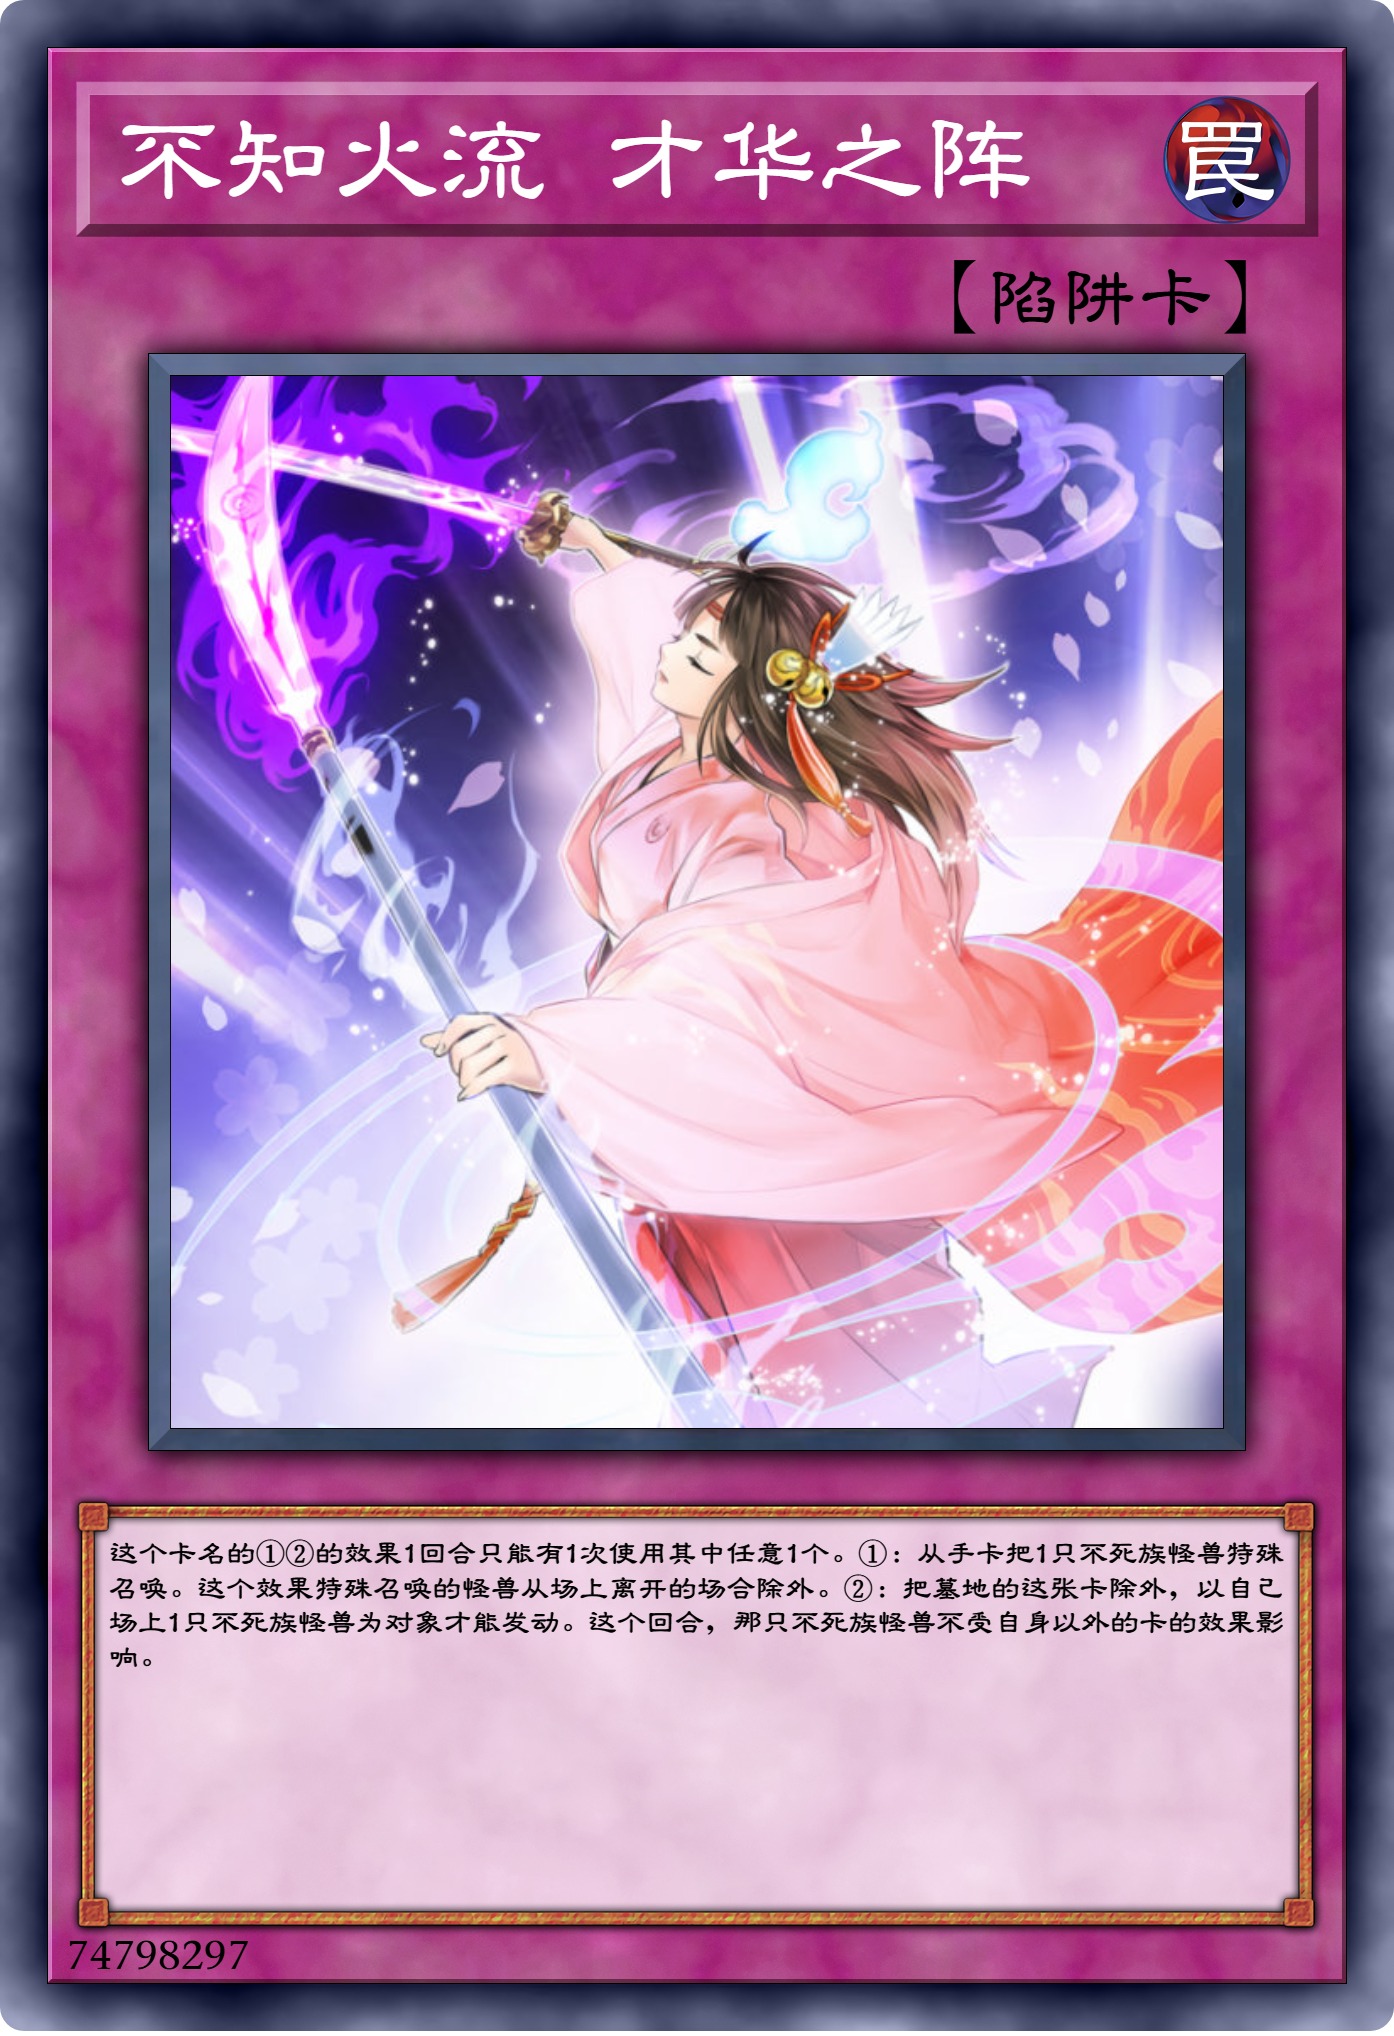 不知火流 才华之阵
罠
【陷阱卡】
这个卡名的①②的效果1回合只能有1次使用其中任意1个。①：从手卡把1只不死族怪兽特殊
召唤。这个效果特殊召唤的怪兽从场上离开的场合除外。②：把墓地的这张卡除外，以自己
场上1只不死族怪兽为对象才能发动。这个回合，那只不死族怪兽不受自身以外的卡的效果影
响。
74798297